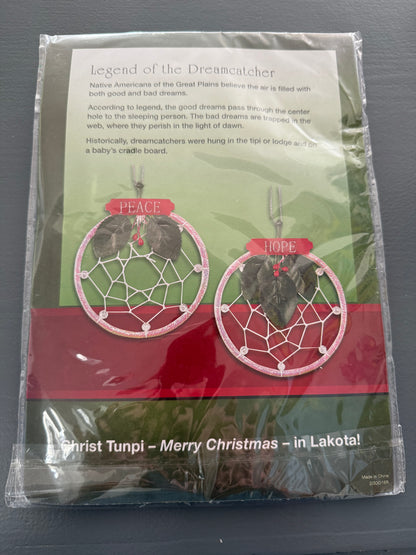 Legend of the Dreamcatcher
Native Americans of the Great Plains believe the air is filled with
both good and bad dreams.
According to legend, the good dreams pass through the center
hole to the sleeping person. The bad dreams are trapped in the
web, where they perish in the light of dawn.
Historically, dreamcatchers were hung in the tipi or lodge and on
a baby's cradle board.
PEACE
HOPE
Christ Tunpi – Merry Christmas – in Lakota!
Made in China